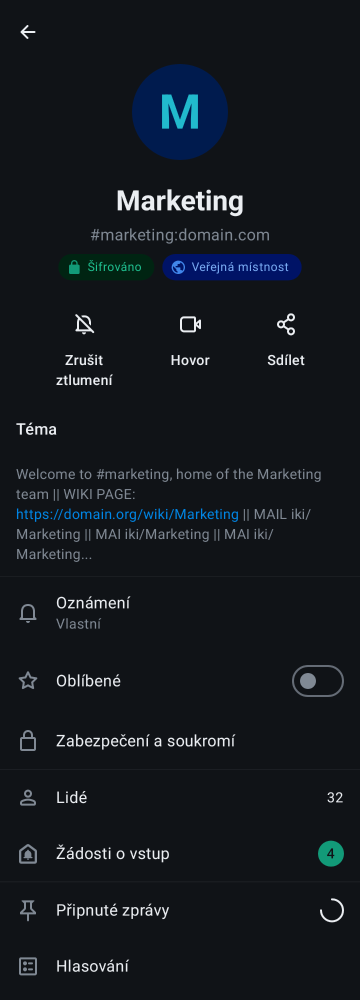 M
Marketing
#marketing:domain.com
Šifrováno
Veřejná místnost
Zrušit
ztlumení
Hovor
Sdílet
Téma
Welcome to #marketing, home of the Marketing
team || WIKI PAGE:
https://domain.org/wiki/Marketing || MAIL iki/
Marketing || MAI iki/Marketing || MAI iki/
Marketing...
Oznámení
Vlastní
Oblíbené
Zabezpečení a soukromí
Lidé
32
Žádosti o vstup
4
Připnuté zprávy
Hlasování